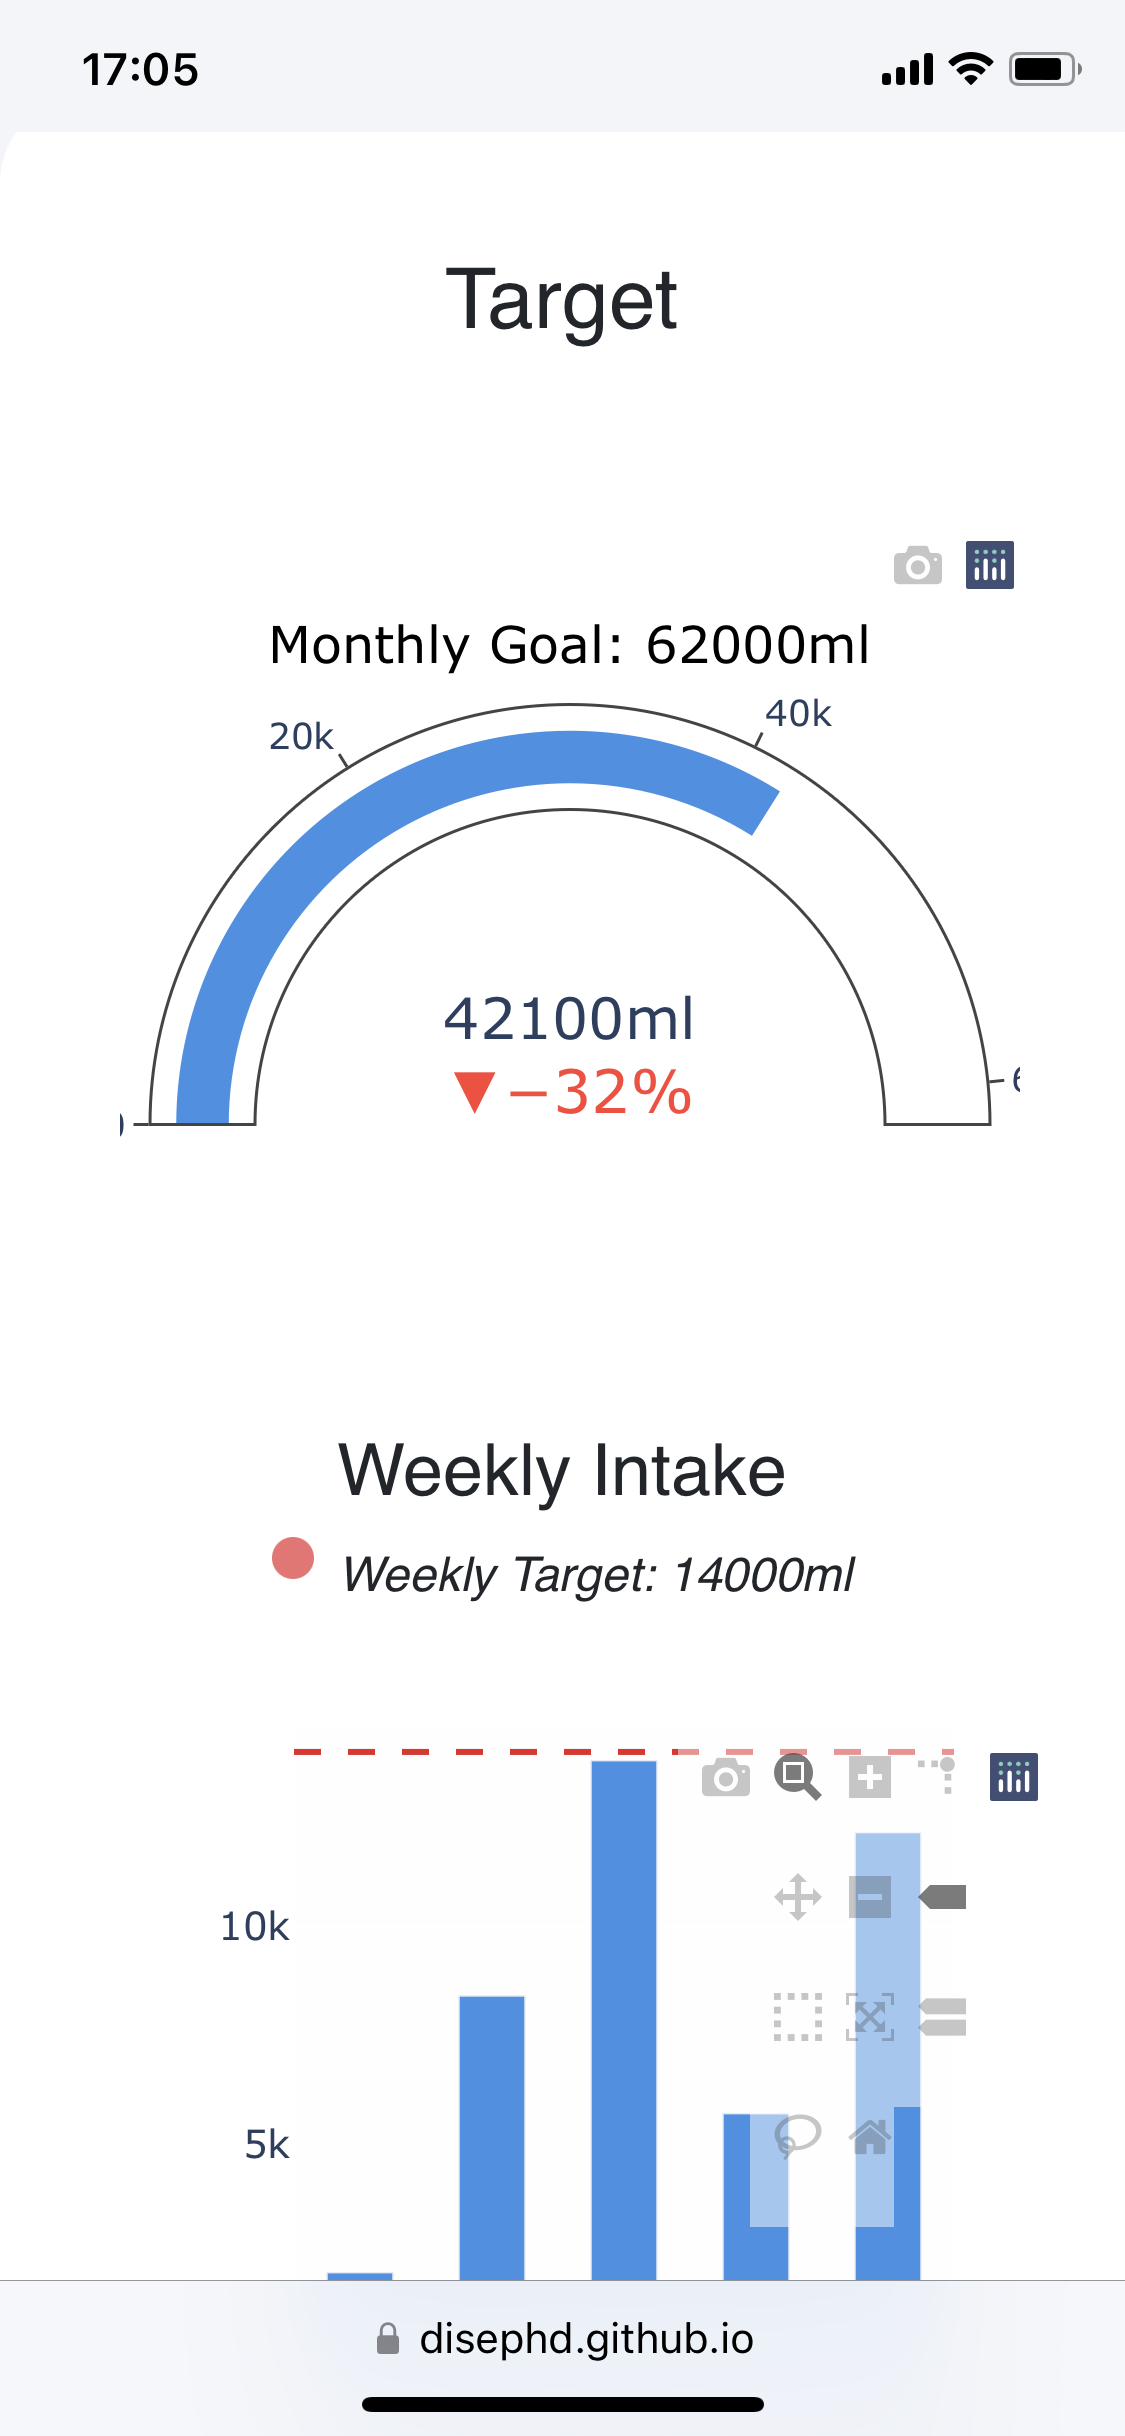 17:05
Target
Monthly Goal: 62000ml
20k
40k
42100ml
▼−32%
Weekly Intake
Weekly Target: 14000ml
10k
5k
disephd.github.io